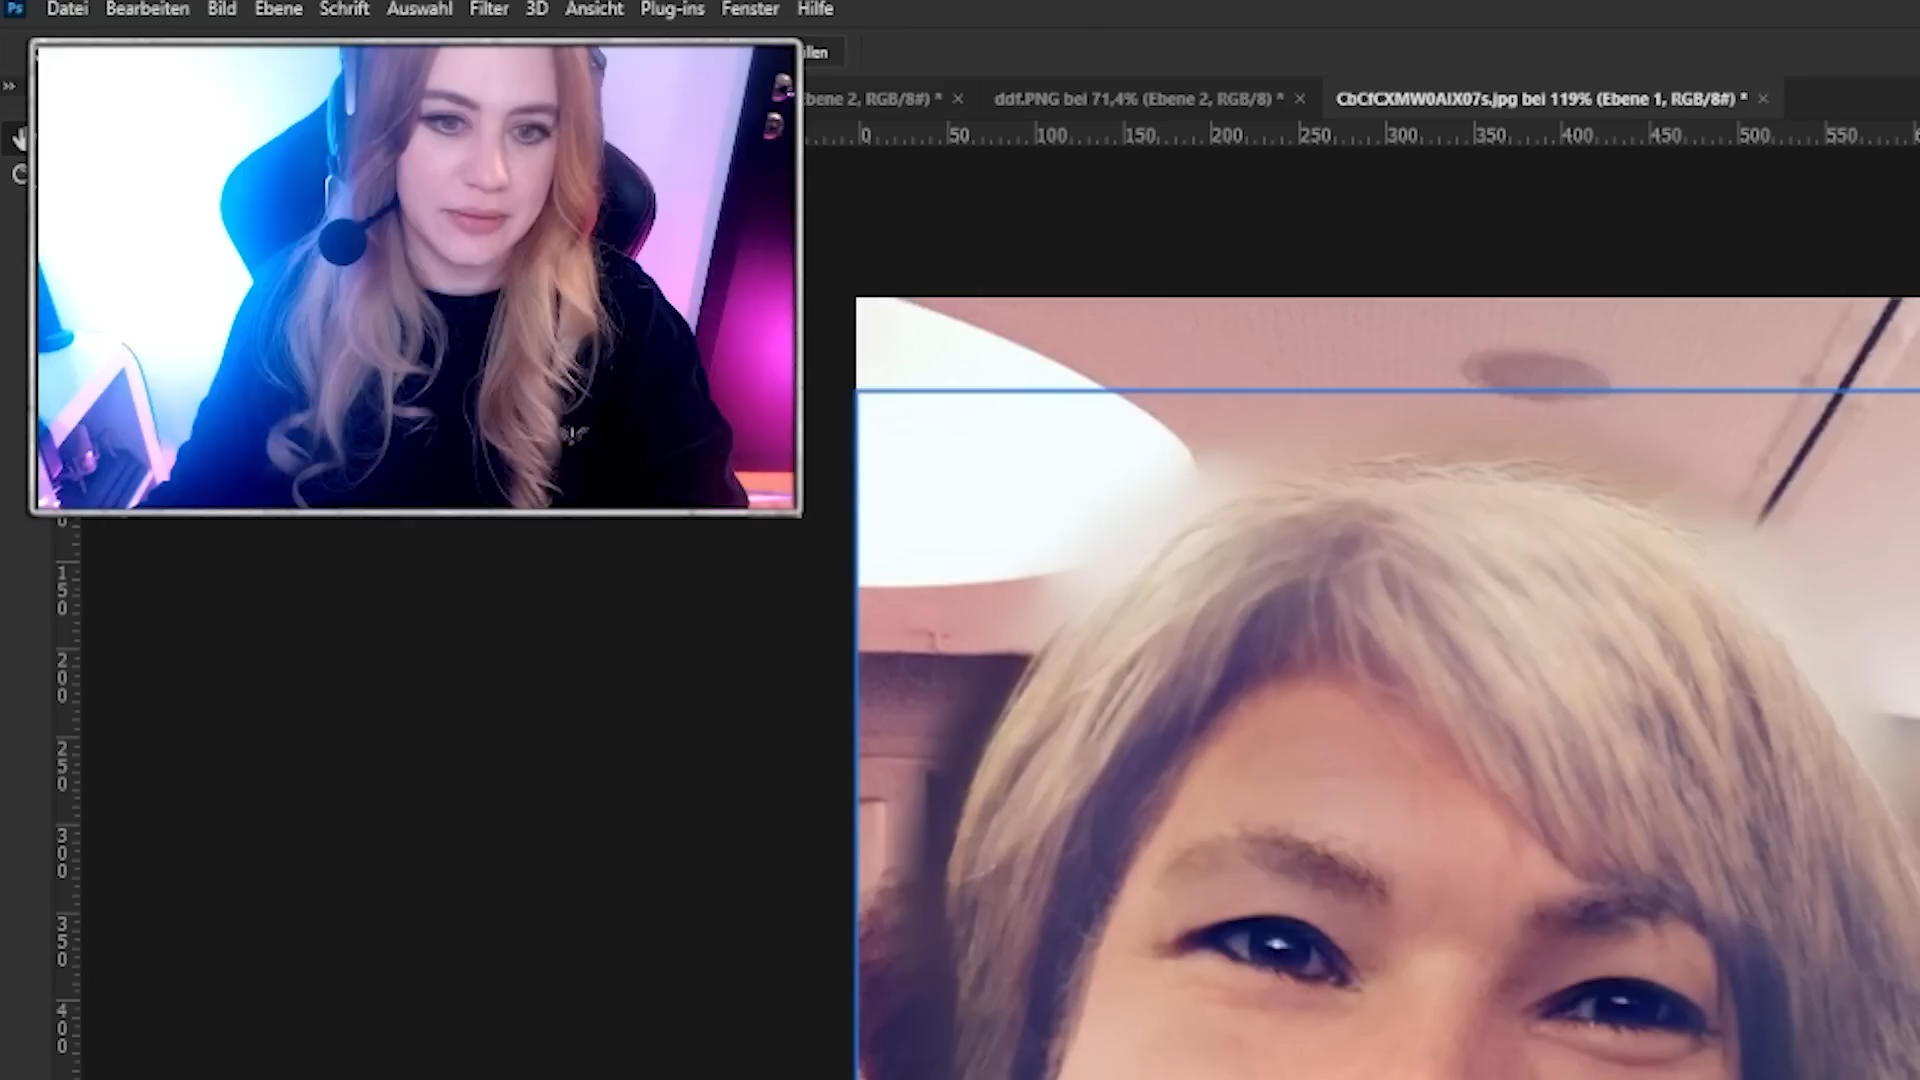 Ps Datei Bearbeiten Bild Ebene Schrift Auswahl Filter 3D Ansicht Plug-ins Fenster Hilfe
Ebene 2, RGB/8#) * × ddf.PNG bei 71,4% (Ebene 2, RGB/8) * × CbCfCXMW0AIX07s.jpg bei 119% (Ebene 1, RGB/8#) * ×
0 50 100 150 200 250 300 350 400 450 500 550
150
200
250
300
350
400